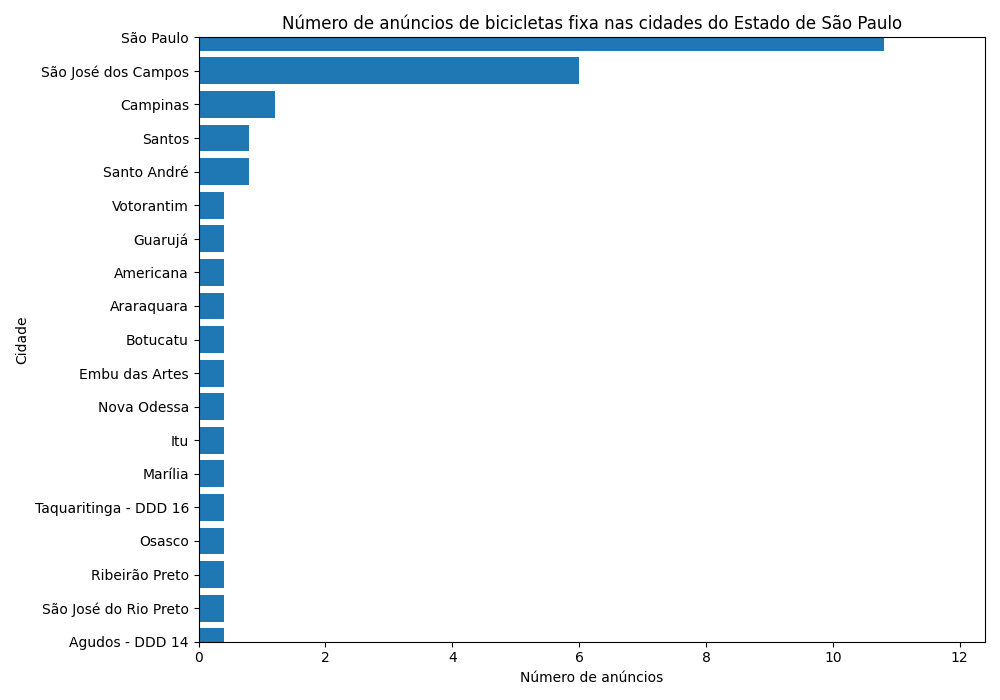 Número de anúncios de bicicletas fixa nas cidades do Estado de São Paulo
São Paulo
São José dos Campos
Campinas
Santos
Santo André
Votorantim
Guarujá
Americana
Araraquara
Botucatu
Embu das Artes
Nova Odessa
Itu
Marília
Taquaritinga - DDD 16
Osasco
Ribeirão Preto
São José do Rio Preto
Agudos - DDD 14
Cidade
0 2 4 6 8 10 12
Número de anúncios